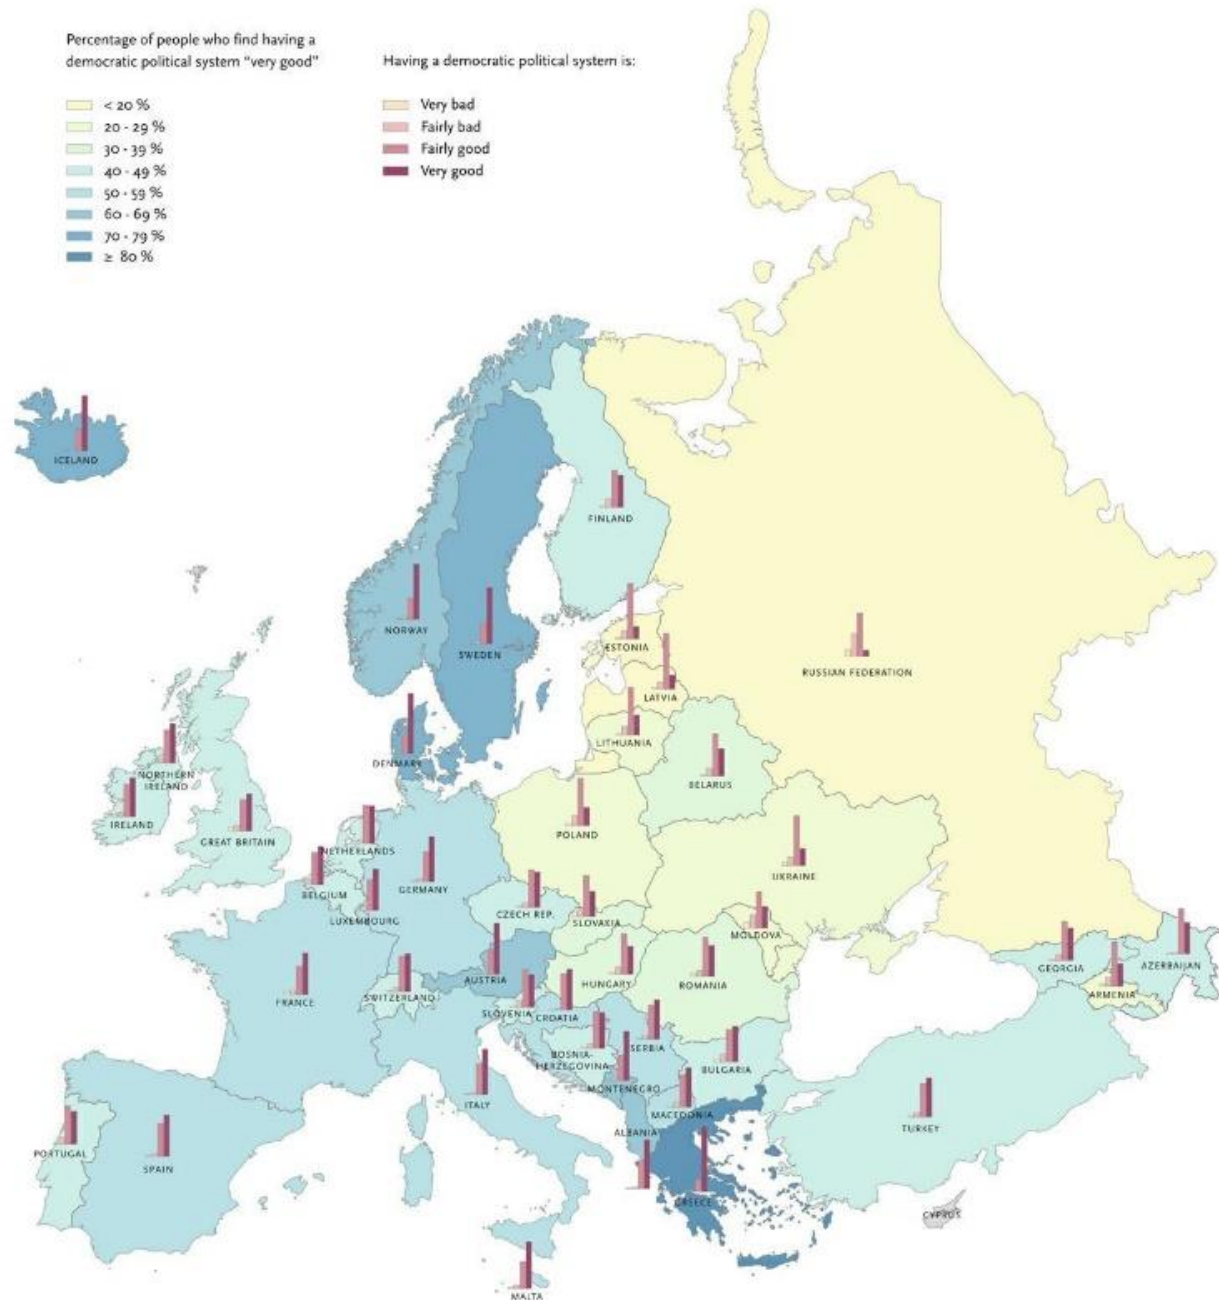 Percentage of people who find having a
democratic political system “very good”
< 20 %
20 - 29 %
30 - 39 %
40 - 49 %
50 - 59 %
60 - 69 %
70 - 79 %
≥ 80 %
Having a democratic political system is:
Very bad
Fairly bad
Fairly good
Very good
ICELAND
FINLAND
NORWAY
SWEDEN
ESTONIA
RUSSIAN FEDERATION
LATVIA
LITHUANIA
DENMARK
NORTHERN
IRELAND
BELARUS
IRELAND
GREAT BRITAIN
POLAND
NETHERLANDS
UKRAINE
BELGIUM
GERMANY
LUXEMBOURG
CZECH REP.
SLOVAKIA
MOLDOVA
GEORGIA
AZERBAIJAN
FRANCE
SWITZERLAND
AUSTRIA
HUNGARY
ROMANIA
ARMENIA
SLOVENIA
CROATIA
BOSNIA-
HERZEGOVINA
SERBIA
BULGARIA
MONTENEGRO
ITALY
MACEDONIA
TURKEY
ALBANIA
PORTUGAL
SPAIN
GREECE
CYPRUS
MALTA